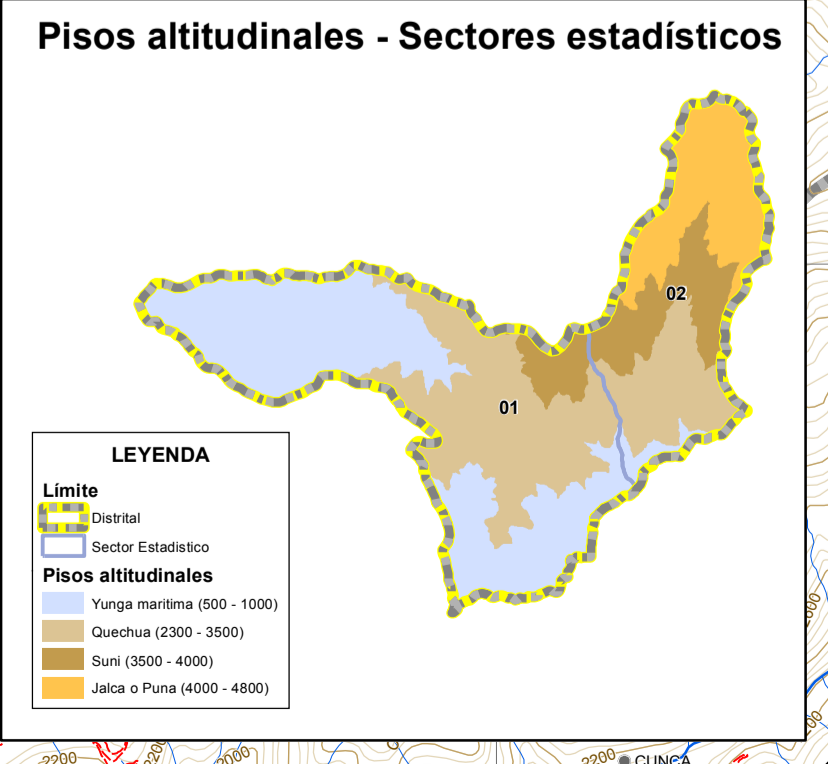 Pisos altitudinales - Sectores estadísticos
02
01
LEYENDA
Límite
Distrital
Sector Estadistico
Pisos altitudinales
Yunga maritima (500 - 1000)
Quechua (2300 - 3500)
Suni (3500 - 4000)
Jalca o Puna (4000 - 4800)
2200
2200
CUNCA